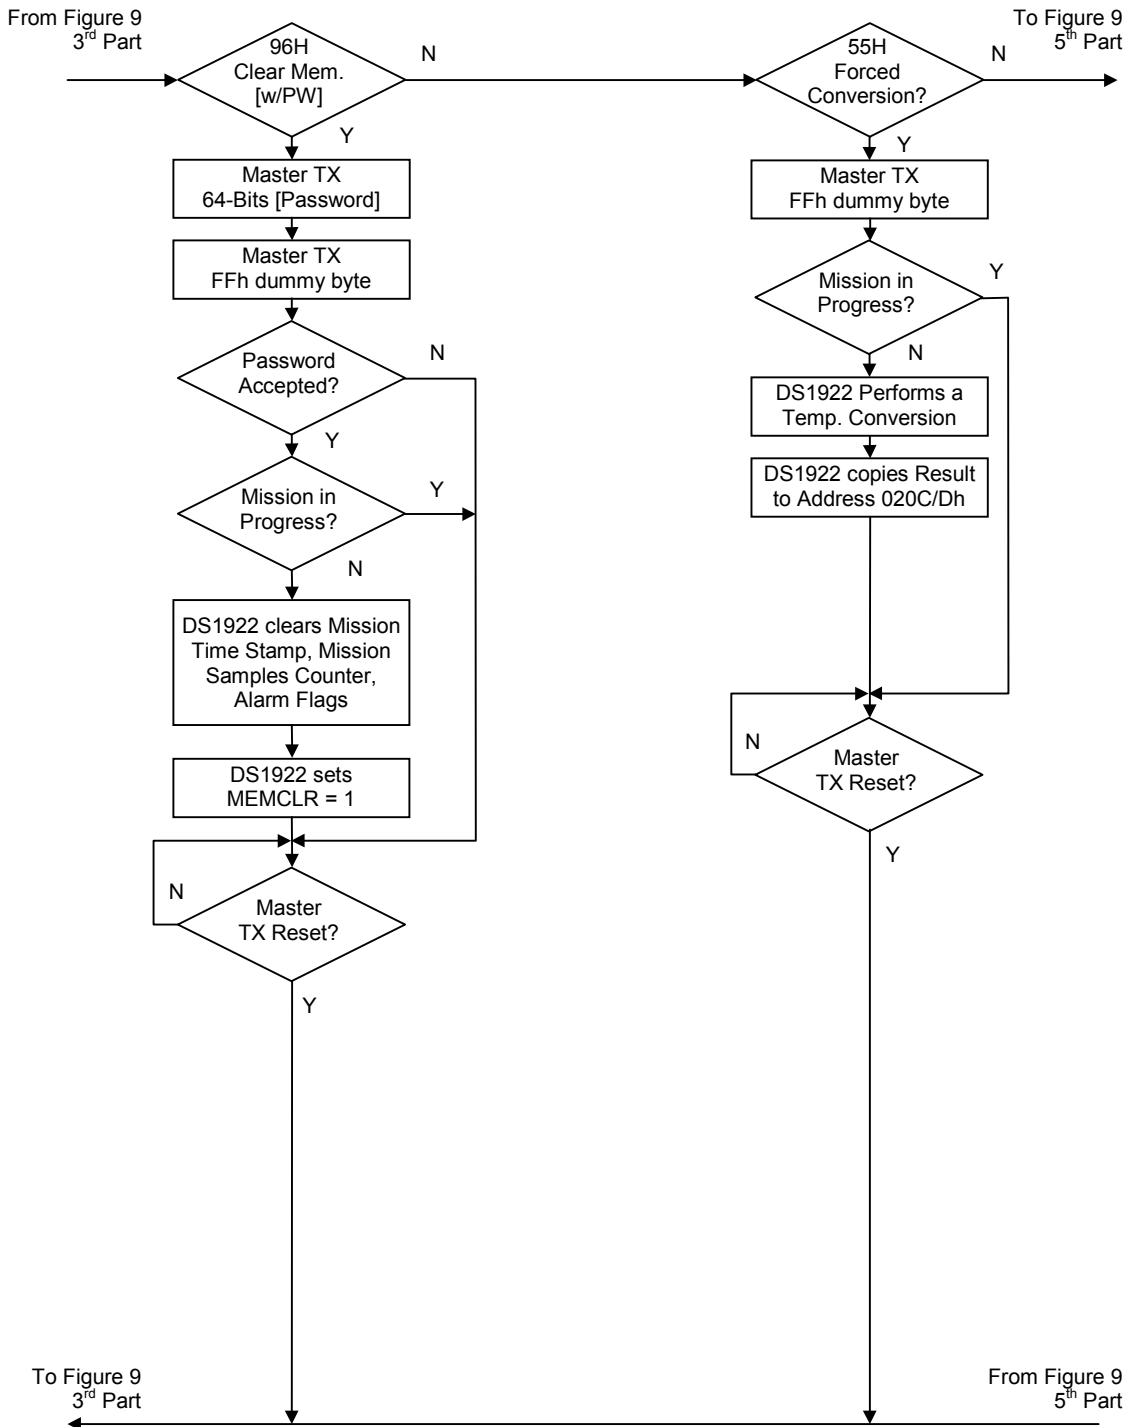 From Figure 9
3rd Part
To Figure 9
5th Part
96H
Clear Mem.
[w/PW]
N
Y
55H
Forced
Conversion?
N
Y
Master TX
64-Bits [Password]
Master TX
FFh dummy byte
Password
Accepted?
N
Y
Mission in
Progress?
Y
N
DS1922 clears Mission
Time Stamp, Mission
Samples Counter,
Alarm Flags
DS1922 sets
MEMCLR = 1
N
Master
TX Reset?
Y
Master TX
FFh dummy byte
Mission in
Progress?
Y
N
DS1922 Performs a
Temp. Conversion
DS1922 copies Result
to Address 020C/Dh
N
Master
TX Reset?
Y
To Figure 9
3rd Part
From Figure 9
5th Part